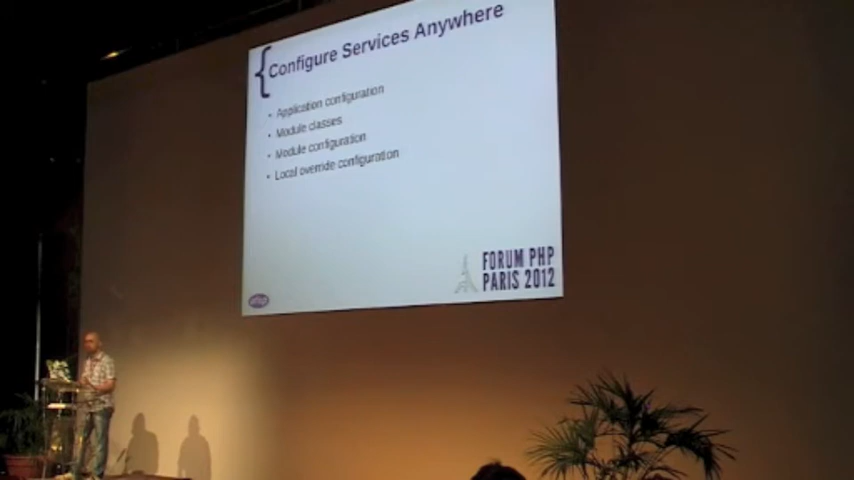 {Configure Services Anywhere
• Application configuration
• Module classes
• Module configuration
• Local override configuration
FORUM PHP
PARIS 2012